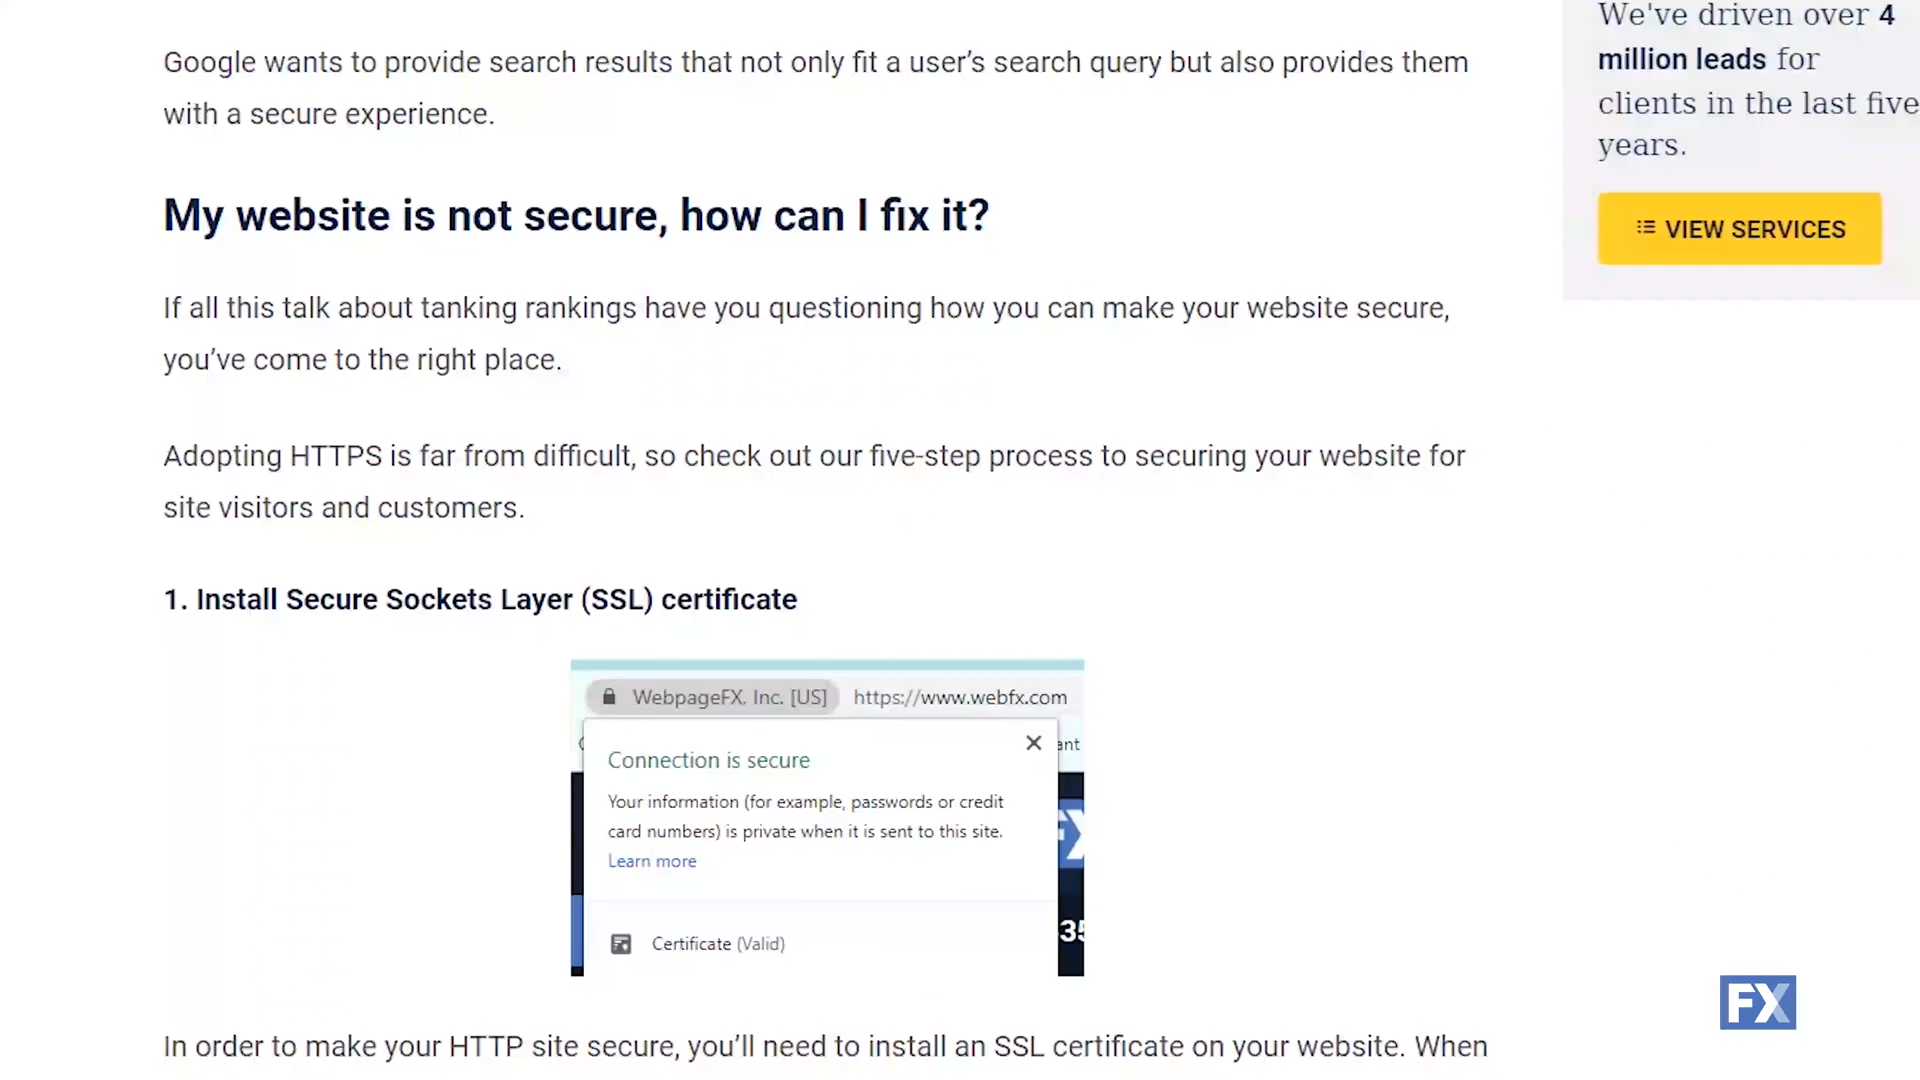 Google wants to provide search results that not only fit a user’s search query but also provides them
with a secure experience.
My website is not secure, how can I fix it?
If all this talk about tanking rankings have you questioning how you can make your website secure,
you’ve come to the right place.
Adopting HTTPS is far from difficult, so check out our five-step process to securing your website for
site visitors and customers.
1. Install Secure Sockets Layer (SSL) certificate
WebpageFX, Inc. [US] https://www.webfx.com
ant
Connection is secure
Your information (for example, passwords or credit
card numbers) is private when it is sent to this site.
Learn more
FX
35
Certificate (Valid)
In order to make your HTTP site secure, you’ll need to install an SSL certificate on your website. When
We've driven over 4
million leads for
clients in the last five
years.
VIEW SERVICES
FX